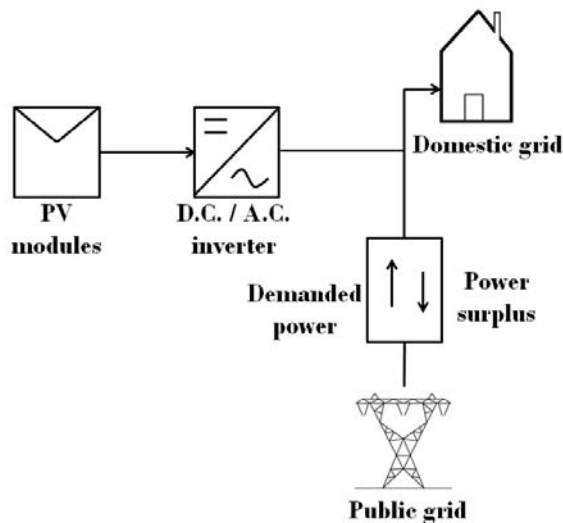 Domestic grid
PV
modules
D.C. / A.C.
inverter
Demanded
power
Power
surplus
Public grid